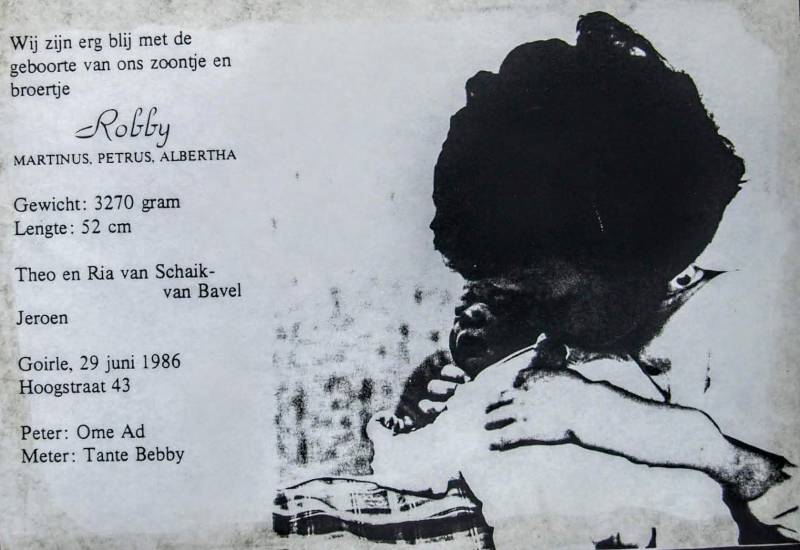 Wij zijn erg blij met de
geboorte van ons zoontje en
broertje
Robby
MARTINUS, PETRUS, ALBERTHA
Gewicht: 3270 gram
Lengte: 52 cm
Theo en Ria van Schaik-
van Bavel
Jeroen
Goirle, 29 juni 1986
Hoogstraat 43
Peter: Ome Ad
Meter: Tante Bebby